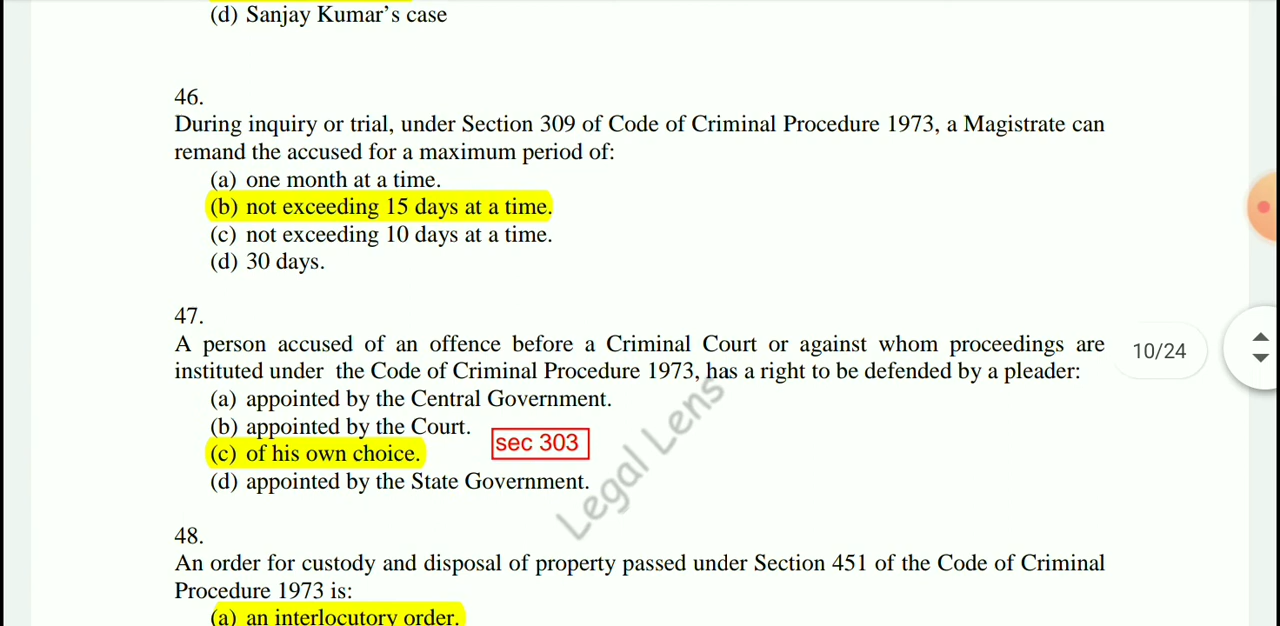 (d) Sanjay Kumar’s case
46.
During inquiry or trial, under Section 309 of Code of Criminal Procedure 1973, a Magistrate can
remand the accused for a maximum period of:
(a) one month at a time.
(b) not exceeding 15 days at a time.
(c) not exceeding 10 days at a time.
(d) 30 days.
47.
A person accused of an offence before a Criminal Court or against whom proceedings are
instituted under the Code of Criminal Procedure 1973, has a right to be defended by a pleader:
(a) appointed by the Central Government.
(b) appointed by the Court.
(c) of his own choice.
sec 303
(d) appointed by the State Government.
Legal Lens
10/24
48.
An order for custody and disposal of property passed under Section 451 of the Code of Criminal
Procedure 1973 is:
(a) an interlocutory order.